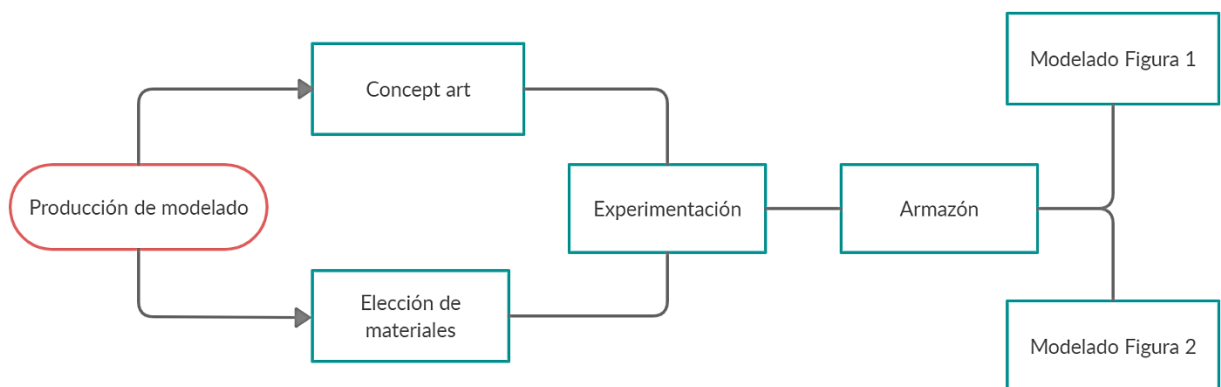 Producción de modelado
Concept art
Elección de
materiales
Experimentación
Armazón
Modelado Figura 1
Modelado Figura 2